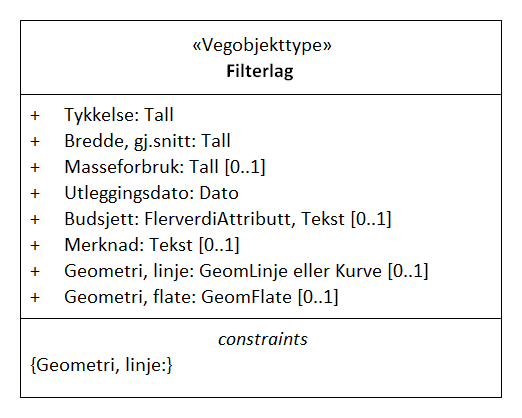 «Vegobjekttype»
Filterlag
+ Tykkelse: Tall
+ Bredde, gj.snitt: Tall
+ Masseforbruk: Tall [0..1]
+ Utleggingsdato: Dato
+ Budsjett: FlerverdiAttributt, Tekst [0..1]
+ Merknad: Tekst [0..1]
+ Geometri, linje: GeomLinje eller Kurve [0..1]
+ Geometri, flate: GeomFlate [0..1]
constraints
{Geometri, linje:}